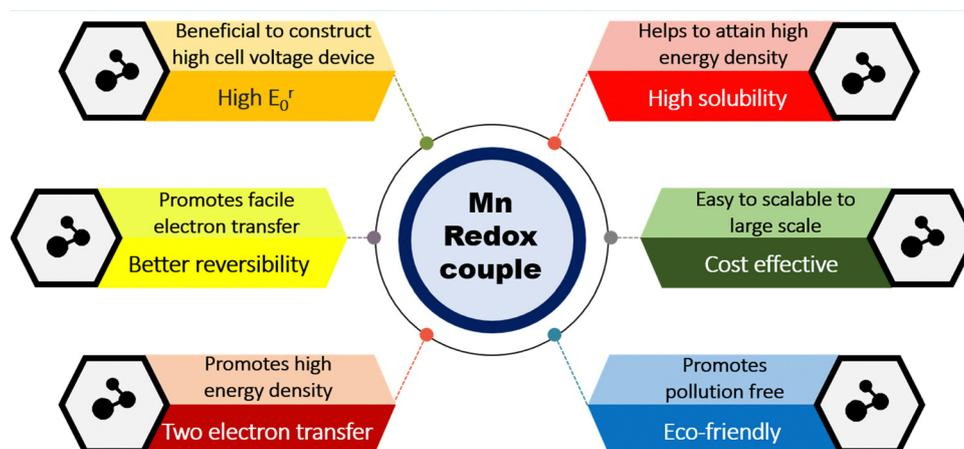 Beneficial to construct
high cell voltage device
High E₀ʳ
Helps to attain high
energy density
High solubility
Promotes facile
electron transfer
Better reversibility
Mn
Redox
couple
Easy to scalable to
large scale
Cost effective
Promotes high
energy density
Two electron transfer
Promotes
pollution free
Eco-friendly